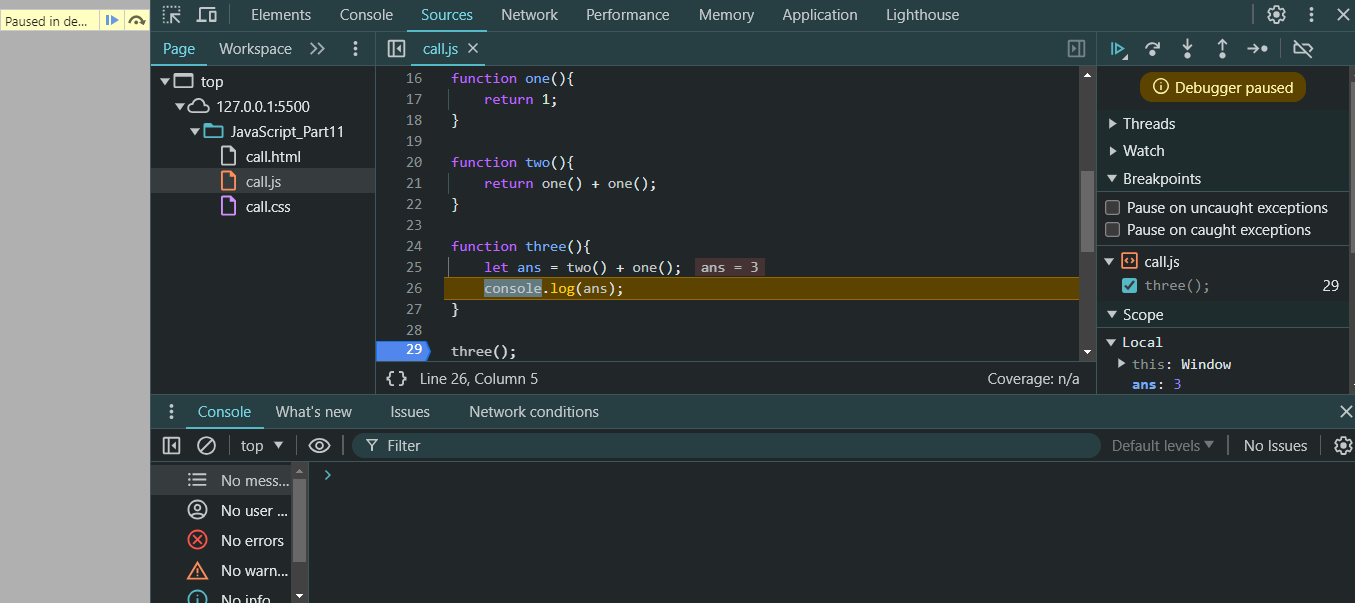 Paused in de...
Elements Console Sources Network Performance Memory Application Lighthouse
Page Workspace
call.js
top
127.0.0.1:5500
JavaScript_Part11
call.html
call.js
call.css
16 function one(){
17 return 1;
18 }
19
20 function two(){
21 return one() + one();
22 }
23
24 function three(){
25 let ans = two() + one(); ans = 3
26 console.log(ans);
27 }
28
29 three();
{} Line 26, Column 5 Coverage: n/a
Debugger paused
Threads
Watch
Breakpoints
Pause on uncaught exceptions
Pause on caught exceptions
call.js
three(); 29
Scope
Local
this: Window
ans: 3
Console What's new Issues Network conditions
top Filter Default levels No Issues
No mess...
No user ...
No errors
No warn...
No info